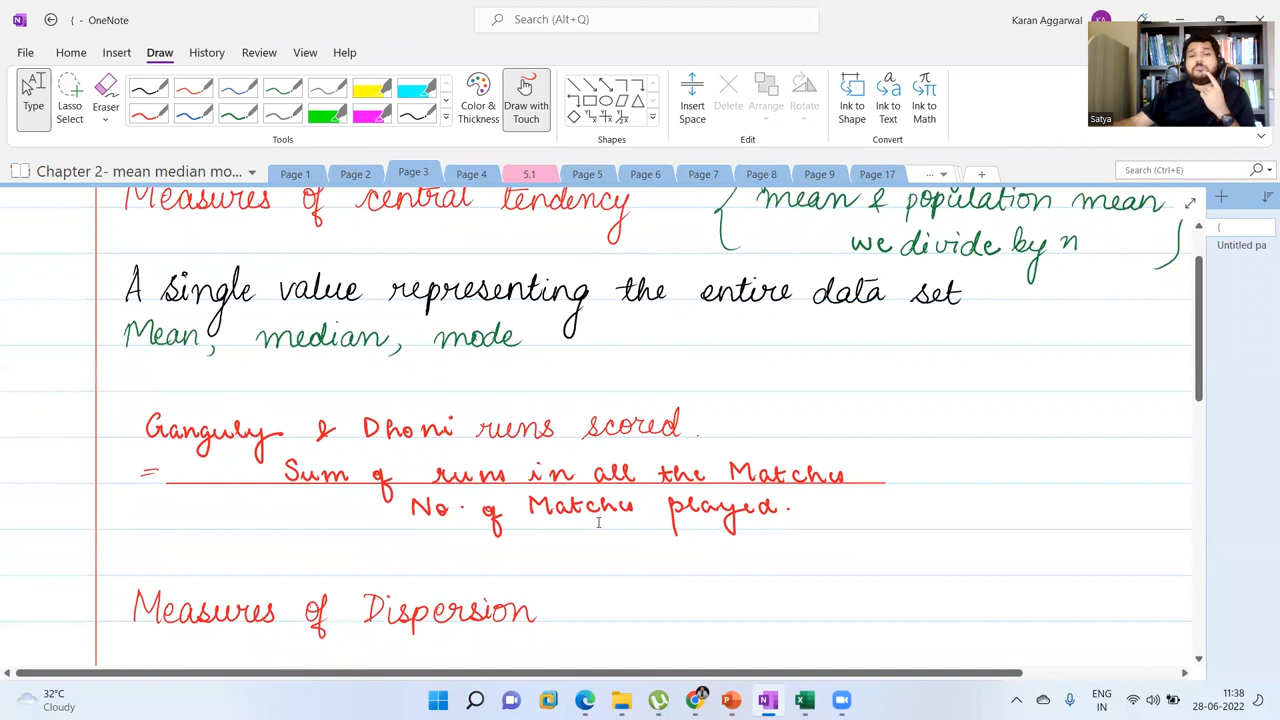 { - OneNote
Search (Alt+Q)
Karan Aggarwal
KA
File Home Insert Draw History Review View Help
Type
Lasso Select
Eraser
Color & Thickness
Draw with Touch
Insert Space
Delete
Arrange
Rotate
Ink to Shape
Ink to Text
Ink to Math
Tools
Shapes
Edit
Convert
Satya
Chapter 2- mean median mo...
Page 1 Page 2 Page 3 Page 4 5.1 Page 5 Page 6 Page 7 Page 8 Page 9 Page 17 ...
Search (Ctrl+E)
{
Untitled pa
Measures of central tendency
{ mean & population mean
we divide by n }
A single value representing the entire data set
Mean, median, mode
Ganguly & Dhoni runs scored.
= Sum of runs in all the Matches
No. of Matches played.
Measures of Dispersion
32°C
Cloudy
ENG
IN
11:38
28-06-2022